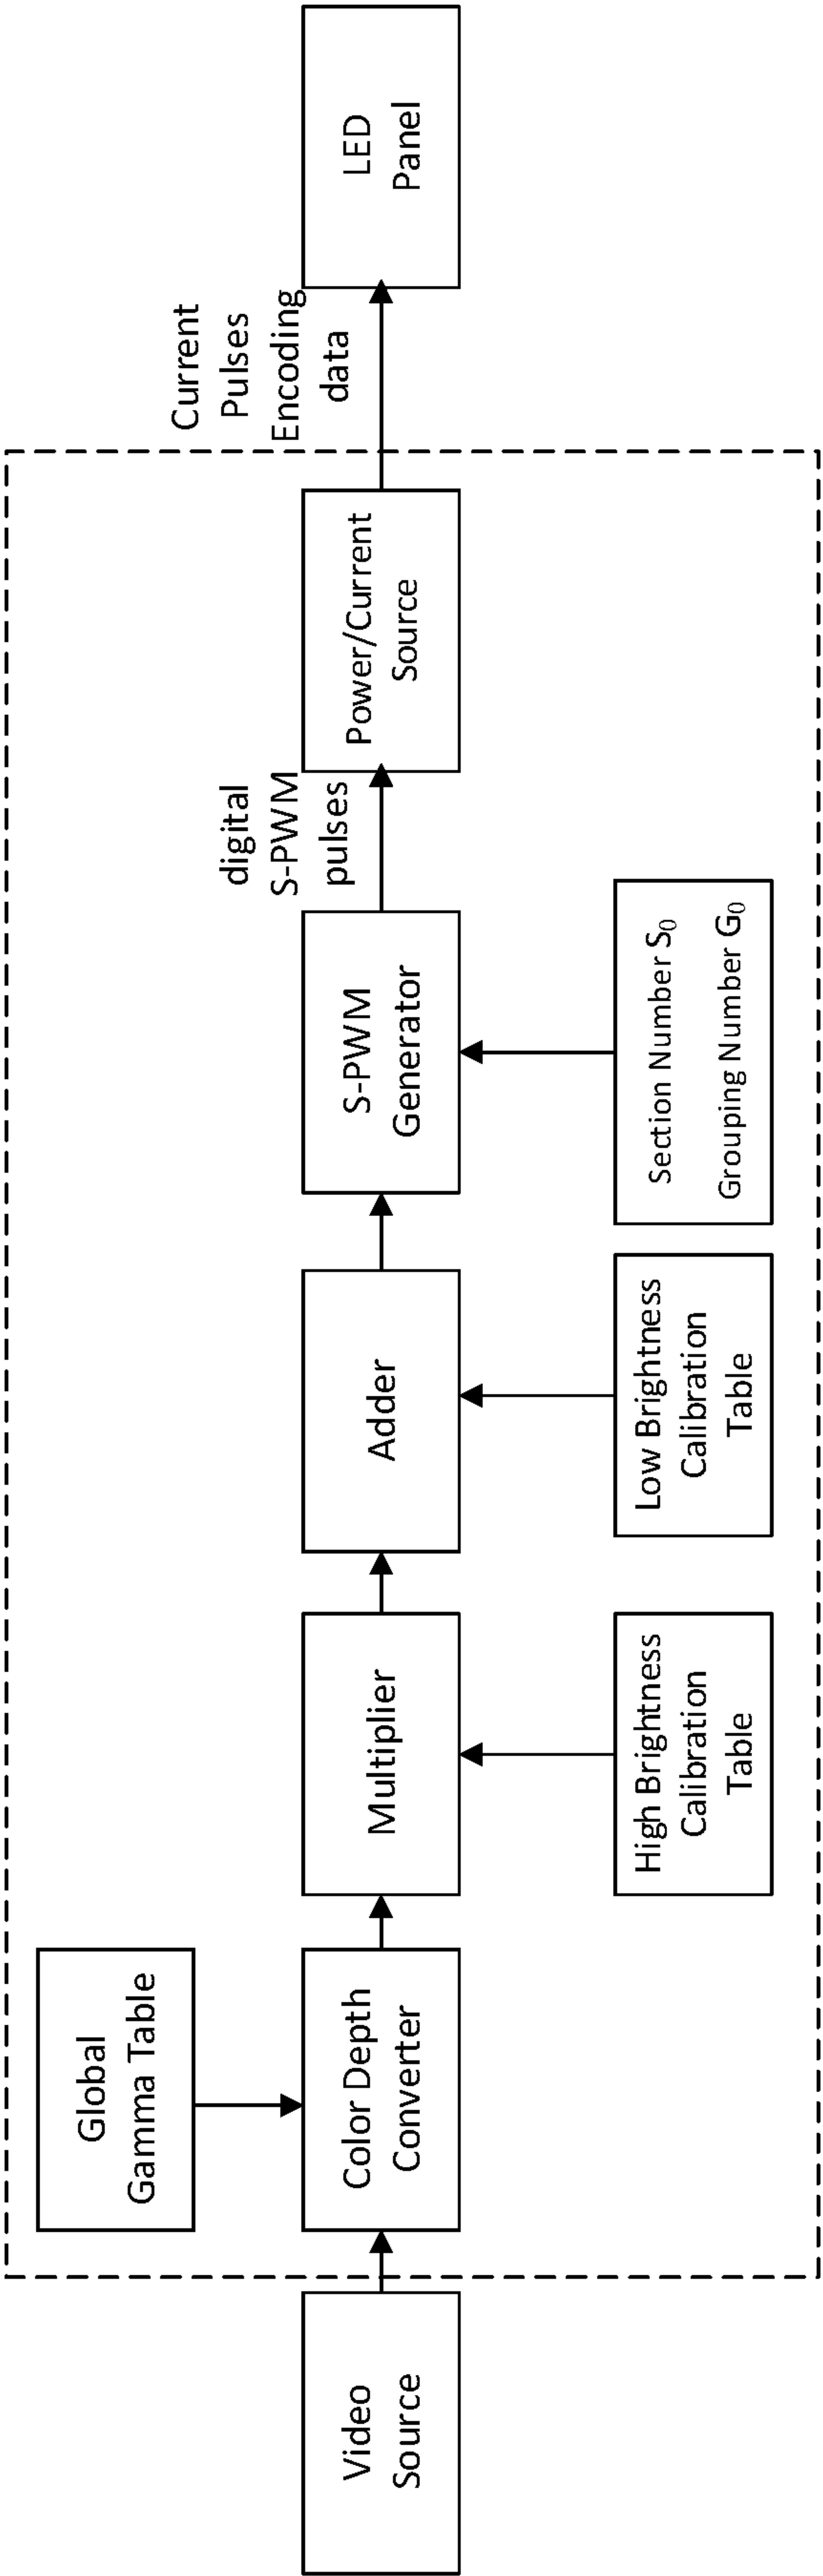 Video
Source
Global
Gamma Table
Color Depth
Converter
Multiplier
High Brightness
Calibration
Table
Adder
Low Brightness
Calibration
Table
S-PWM
Generator
Section Number S₀
Grouping Number G₀
digital
S-PWM
pulses
Power/Current
Source
Current
Pulses
Encoding
data
LED
Panel